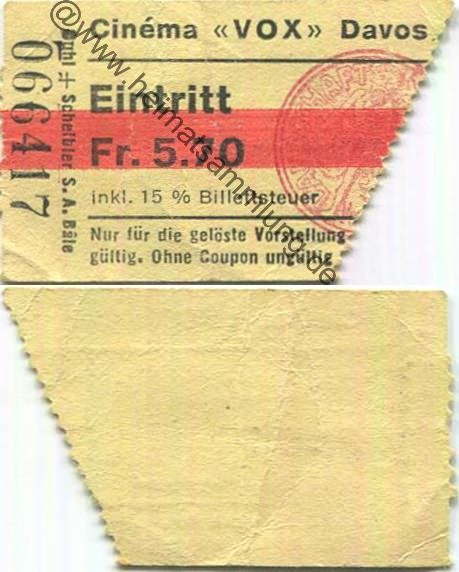 Cinéma «VOX» Davos
Eintritt
Fr. 5.
inkl. 15 % Billettsteuer
Nur für die gelöste Vorstellung
gültig. Ohne Coupon ungültig
066417
+ Scheibler S. A. Bâle
@www.heimatsammlung.de